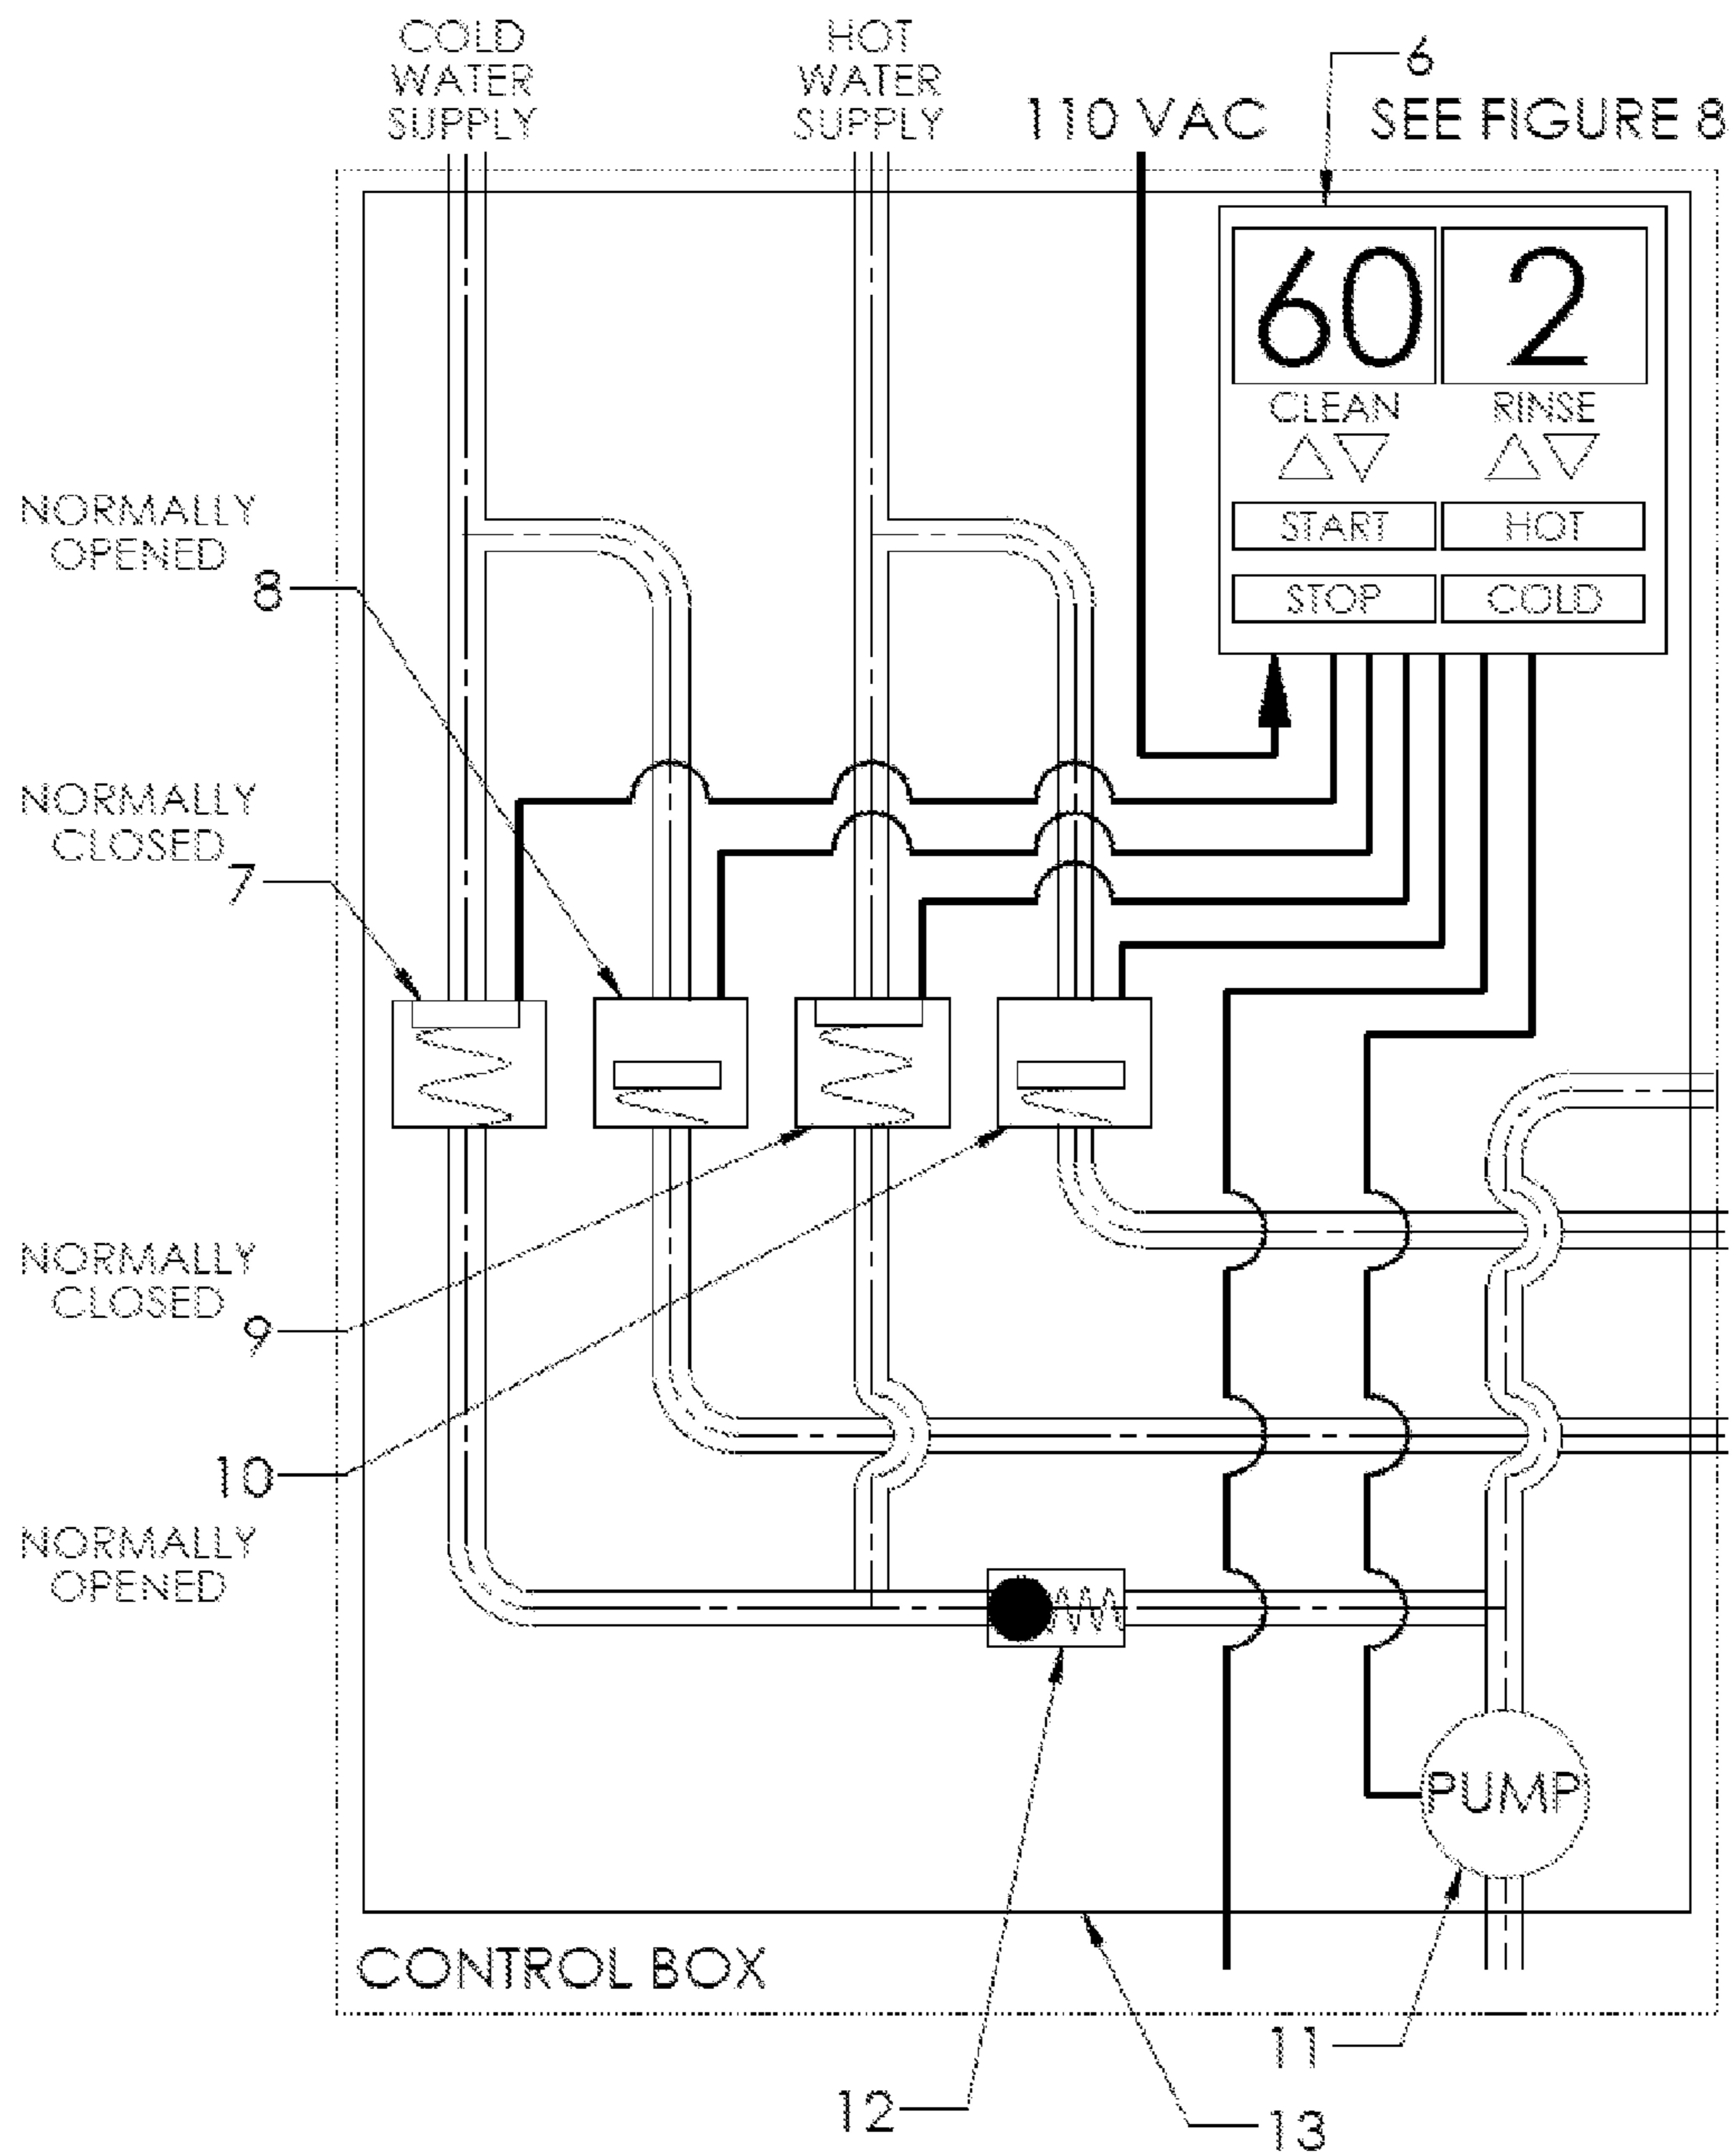 COLD
WATER
SUPPLY
HOT
WATER
SUPPLY
110 VAC
6
SEE FIGURE 8
60 2
CLEAN RINSE
START HOT
STOP COLD
NORMALLY
OPENED
8
NORMALLY
CLOSED
7
NORMALLY
CLOSED
9
10
NORMALLY
OPENED
PUMP
CONTROL BOX
11
12
13